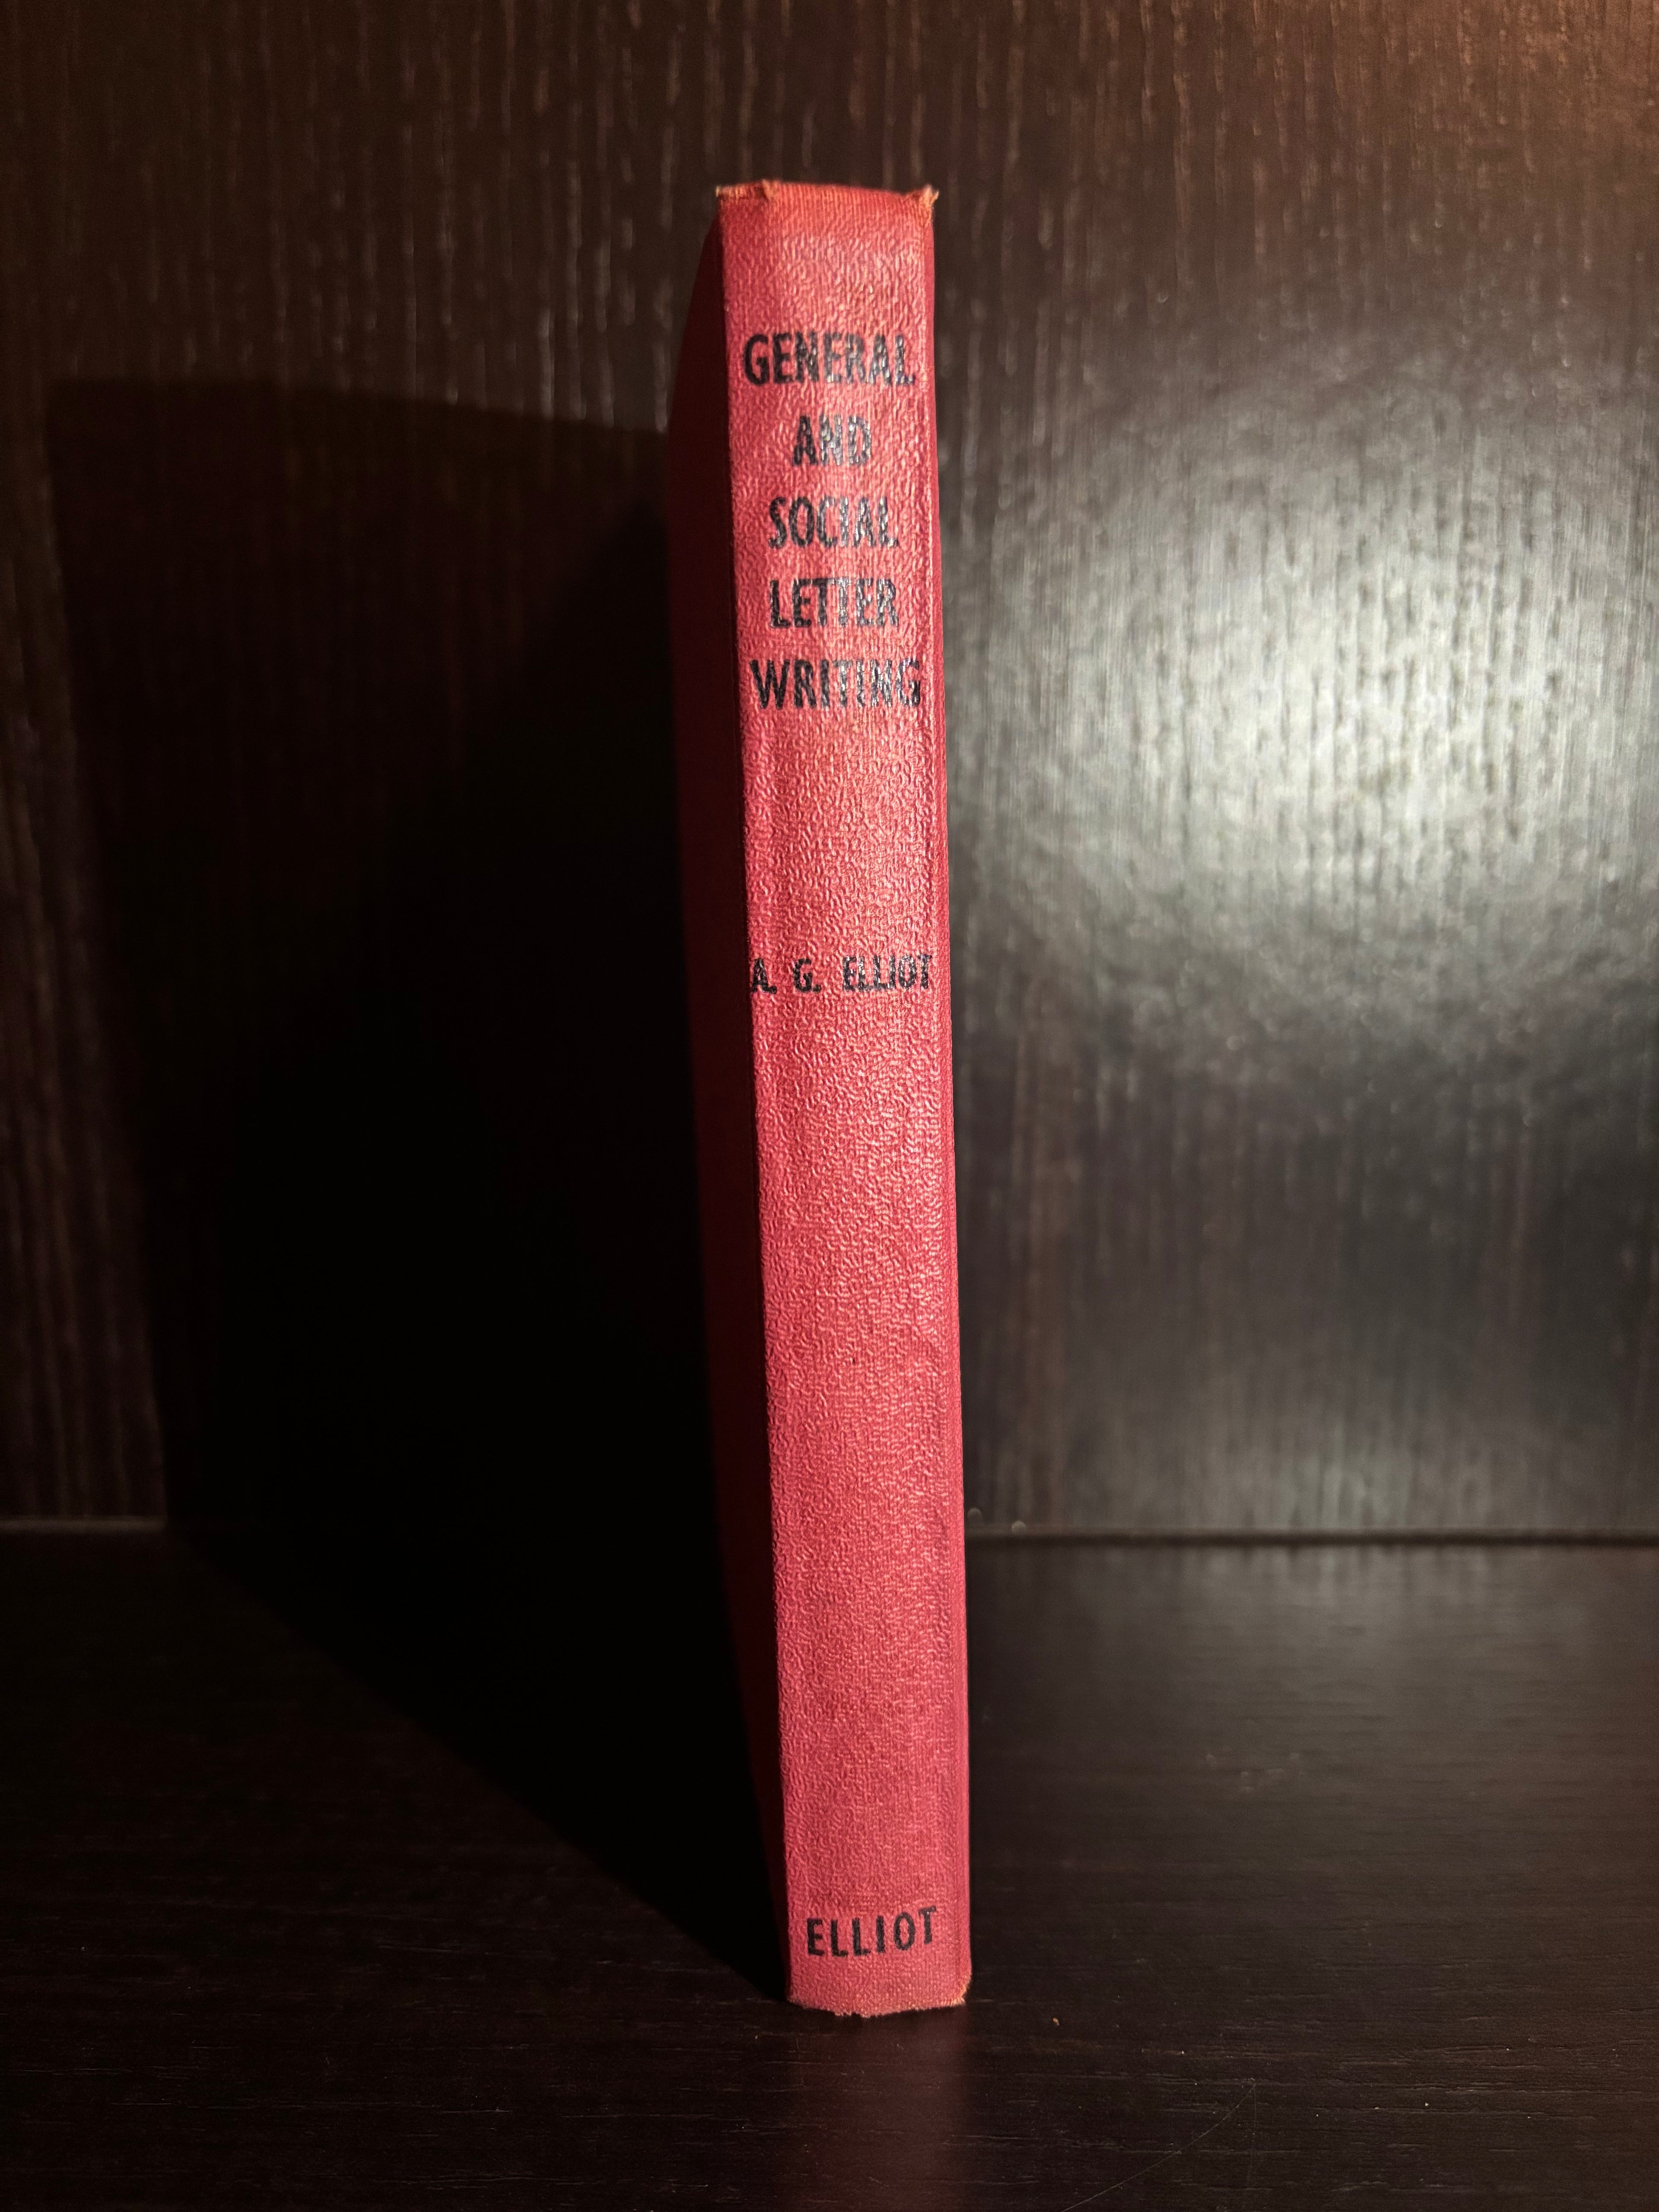 GENERAL
AND
SOCIAL
LETTER
WRITING
A. G. ELLIOT
ELLIOT